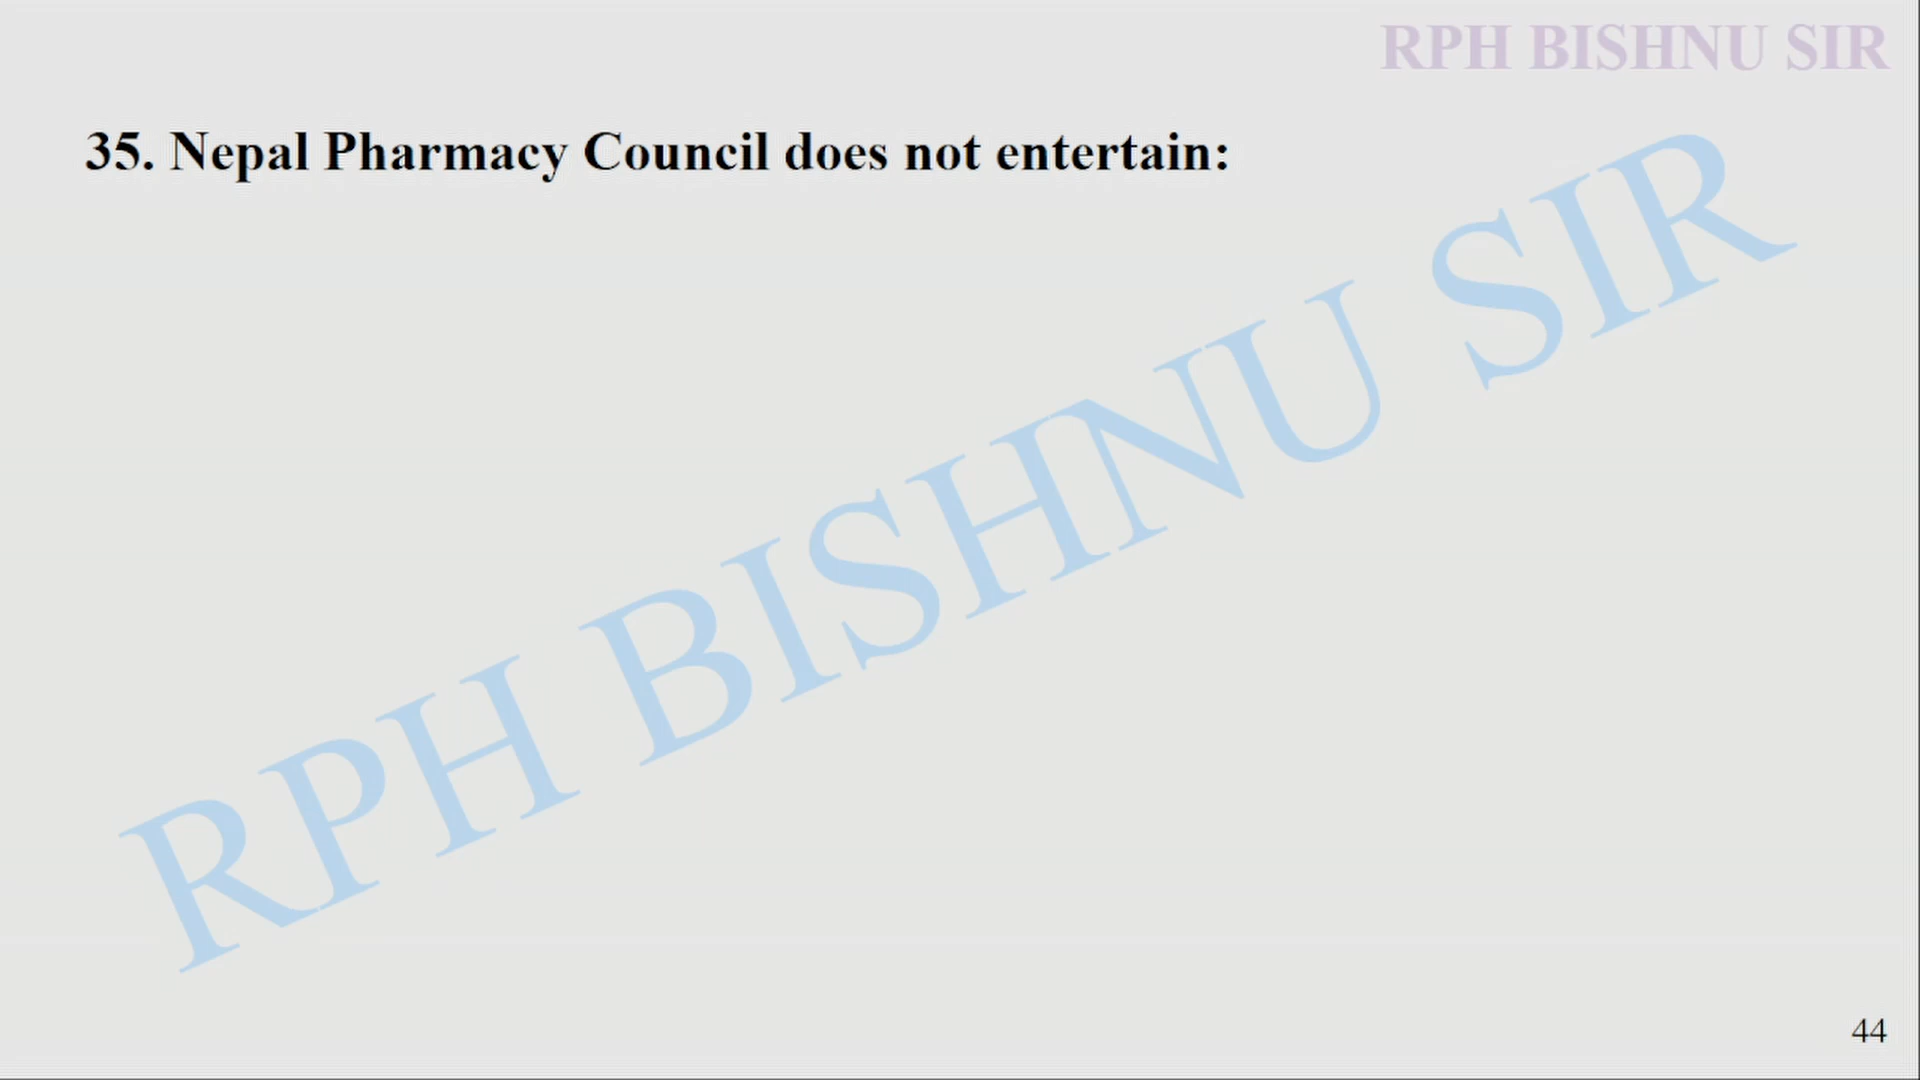 RPH BISHNU SIR
35. Nepal Pharmacy Council does not entertain:
RPH BISHNU SIR
44